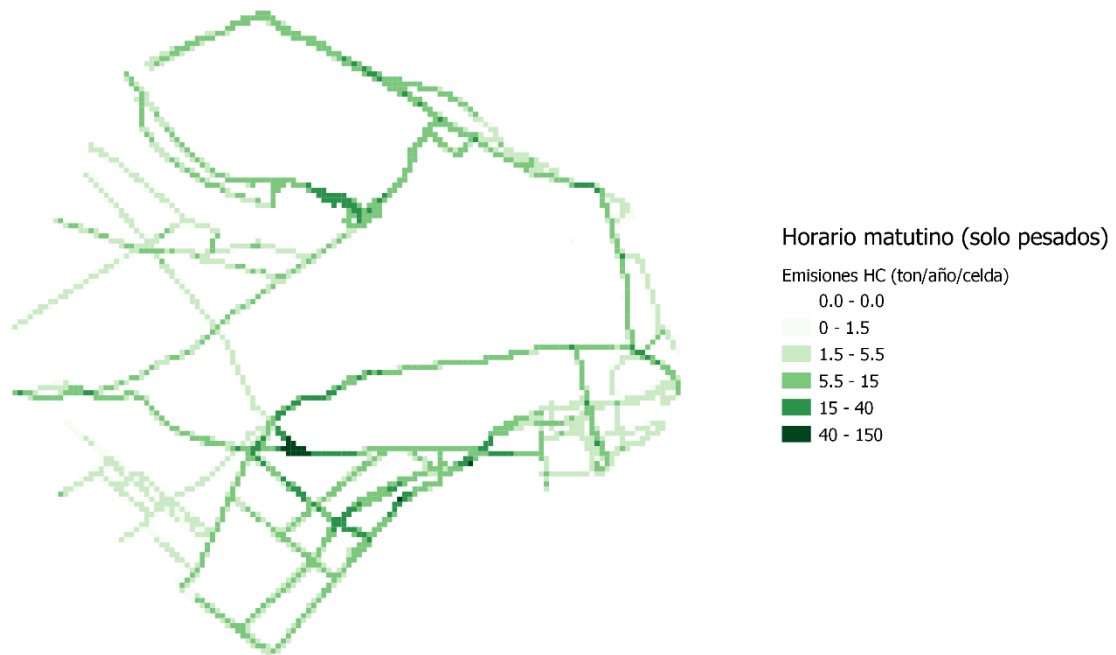 Horario matutino (solo pesados)
Emisiones HC (ton/año/celda)
0.0 - 0.0
0 - 1.5
1.5 - 5.5
5.5 - 15
15 - 40
40 - 150